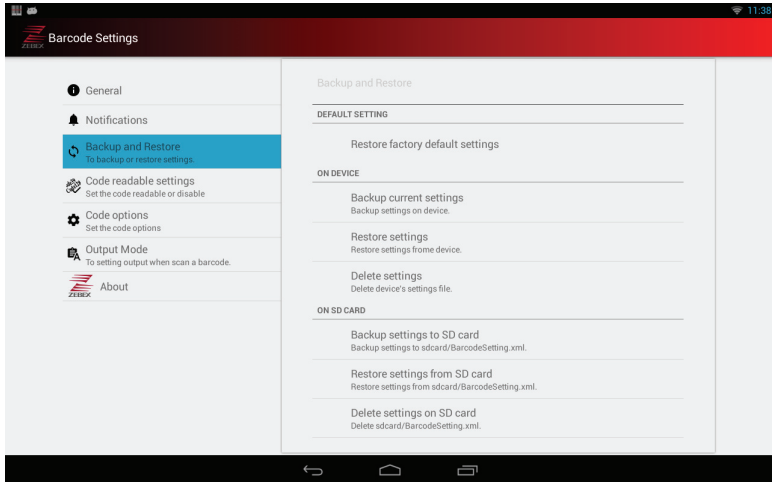 11:38
ZEBEX
Barcode Settings
General
Notifications
Backup and Restore
To backup or restore settings.
Code readable settings
Set the code readable or disable
Code options
Set the code options
Output Mode
To setting output when scan a barcode.
ZEBEX
About
Backup and Restore
DEFAULT SETTING
Restore factory default settings
ON DEVICE
Backup current settings
Backup settings on device.
Restore settings
Restore settings frome device.
Delete settings
Delete device's settings file.
ON SD CARD
Backup settings to SD card
Backup settings to sdcard/BarcodeSetting.xml.
Restore settings from SD card
Restore settings from sdcard/BarcodeSetting.xml.
Delete settings on SD card
Delete sdcard/BarcodeSetting.xml.